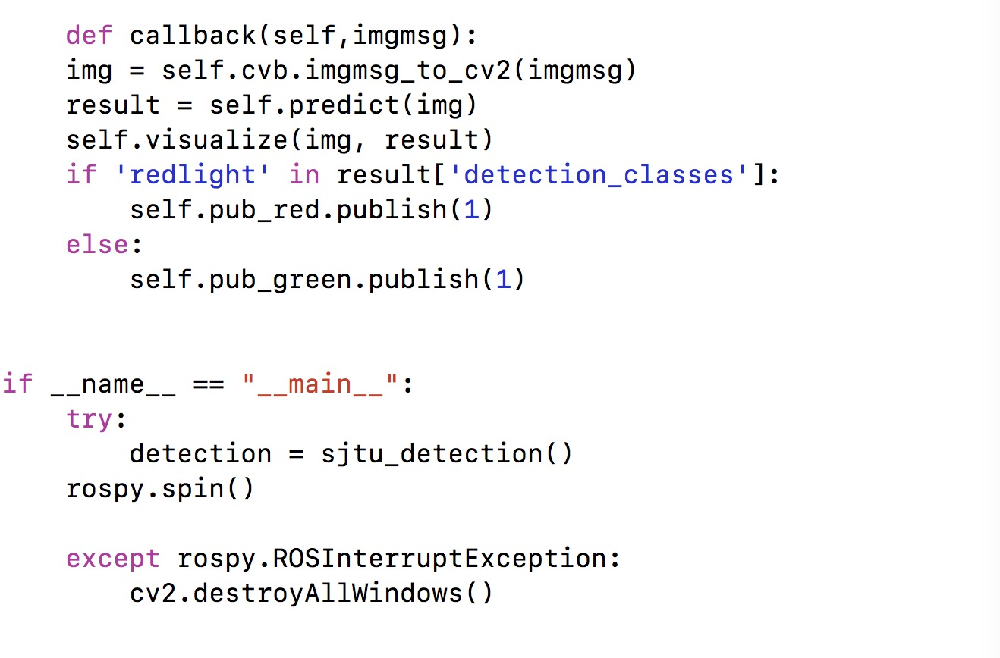 def callback(self,imgmsg):
    img = self.cvb.imgmsg_to_cv2(imgmsg)
    result = self.predict(img)
    self.visualize(img, result)
    if 'redlight' in result['detection_classes']:
        self.pub_red.publish(1)
    else:
        self.pub_green.publish(1)


if __name__ == "__main__":
    try:
        detection = sjtu_detection()
    rospy.spin()

    except rospy.ROSInterruptException:
        cv2.destroyAllWindows()